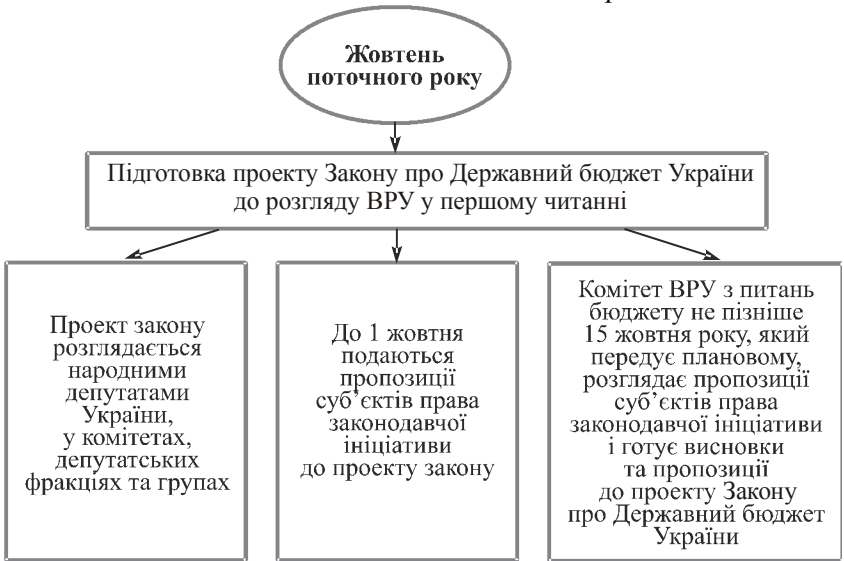 Жовтень
поточного року
Підготовка проекту Закону про Державний бюджет України
до розгляду ВРУ у першому читанні
Проект закону
розглядається
народними
депутатами
України,
у комітетах,
депутатських
фракціях та групах
До 1 жовтня
подаються
пропозиції
суб’єктів права
законодавчої
ініціативи
до проекту закону
Комітет ВРУ з питань
бюджету не пізніше
15 жовтня року, який
передує плановому,
розглядає пропозиції
суб’єктів права
законодавчої ініціативи
і готує висновки
та пропозиції
до проекту Закону
про Державний бюджет
України